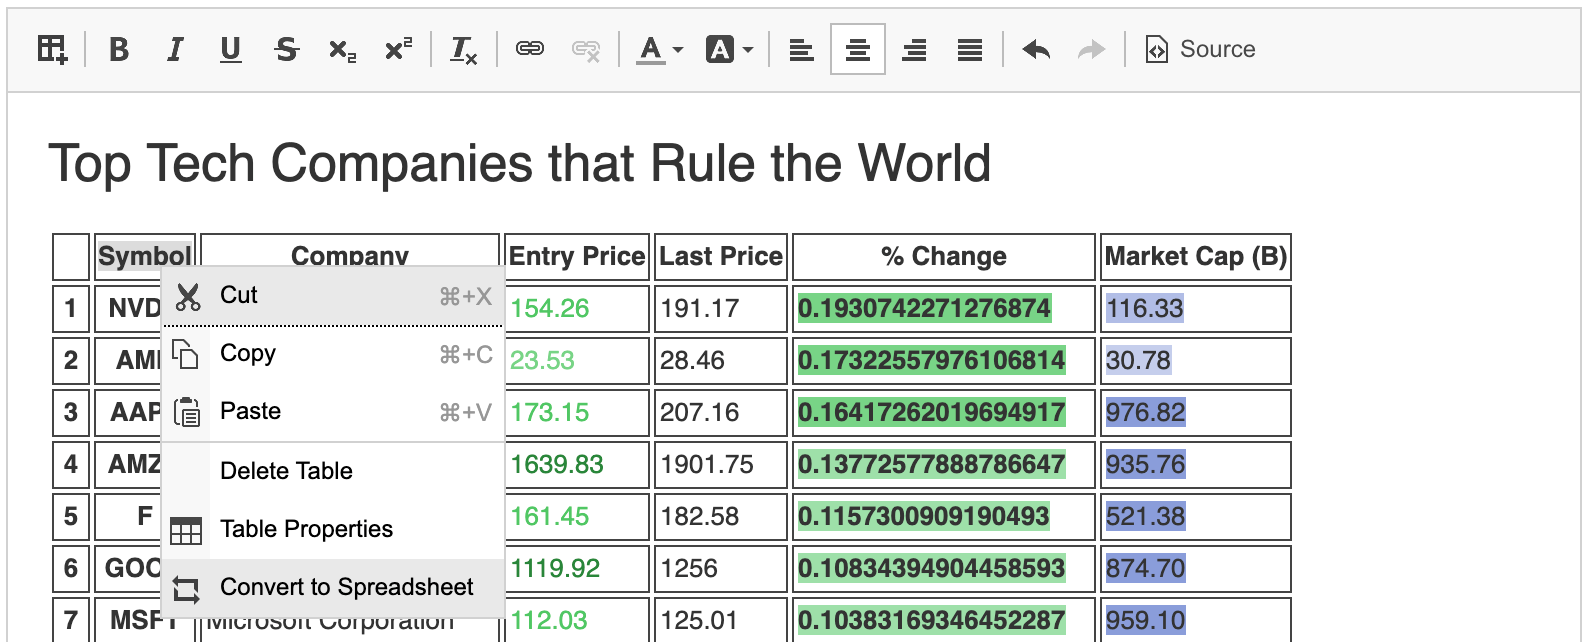 B I U S X₂ X² Tx A A Source
Top Tech Companies that Rule the World
Symbol Company Entry Price Last Price % Change Market Cap (B)
Cut ⌘+X
1 NVD 154.26 191.17 0.1930742271276874 116.33
Copy ⌘+C
2 AM 23.53 28.46 0.17322557976106814 30.78
Paste ⌘+V
3 AAP 173.15 207.16 0.16417262019694917 976.82
4 AMZ 1639.83 1901.75 0.13772577888786647 935.76
Delete Table
5 F 161.45 182.58 0.1157300909190493 521.38
Table Properties
6 GOO 1119.92 1256 0.10834394904458593 874.70
Convert to Spreadsheet
7 MSFT Microsoft Corporation 112.03 125.01 0.10383169346452287 959.10